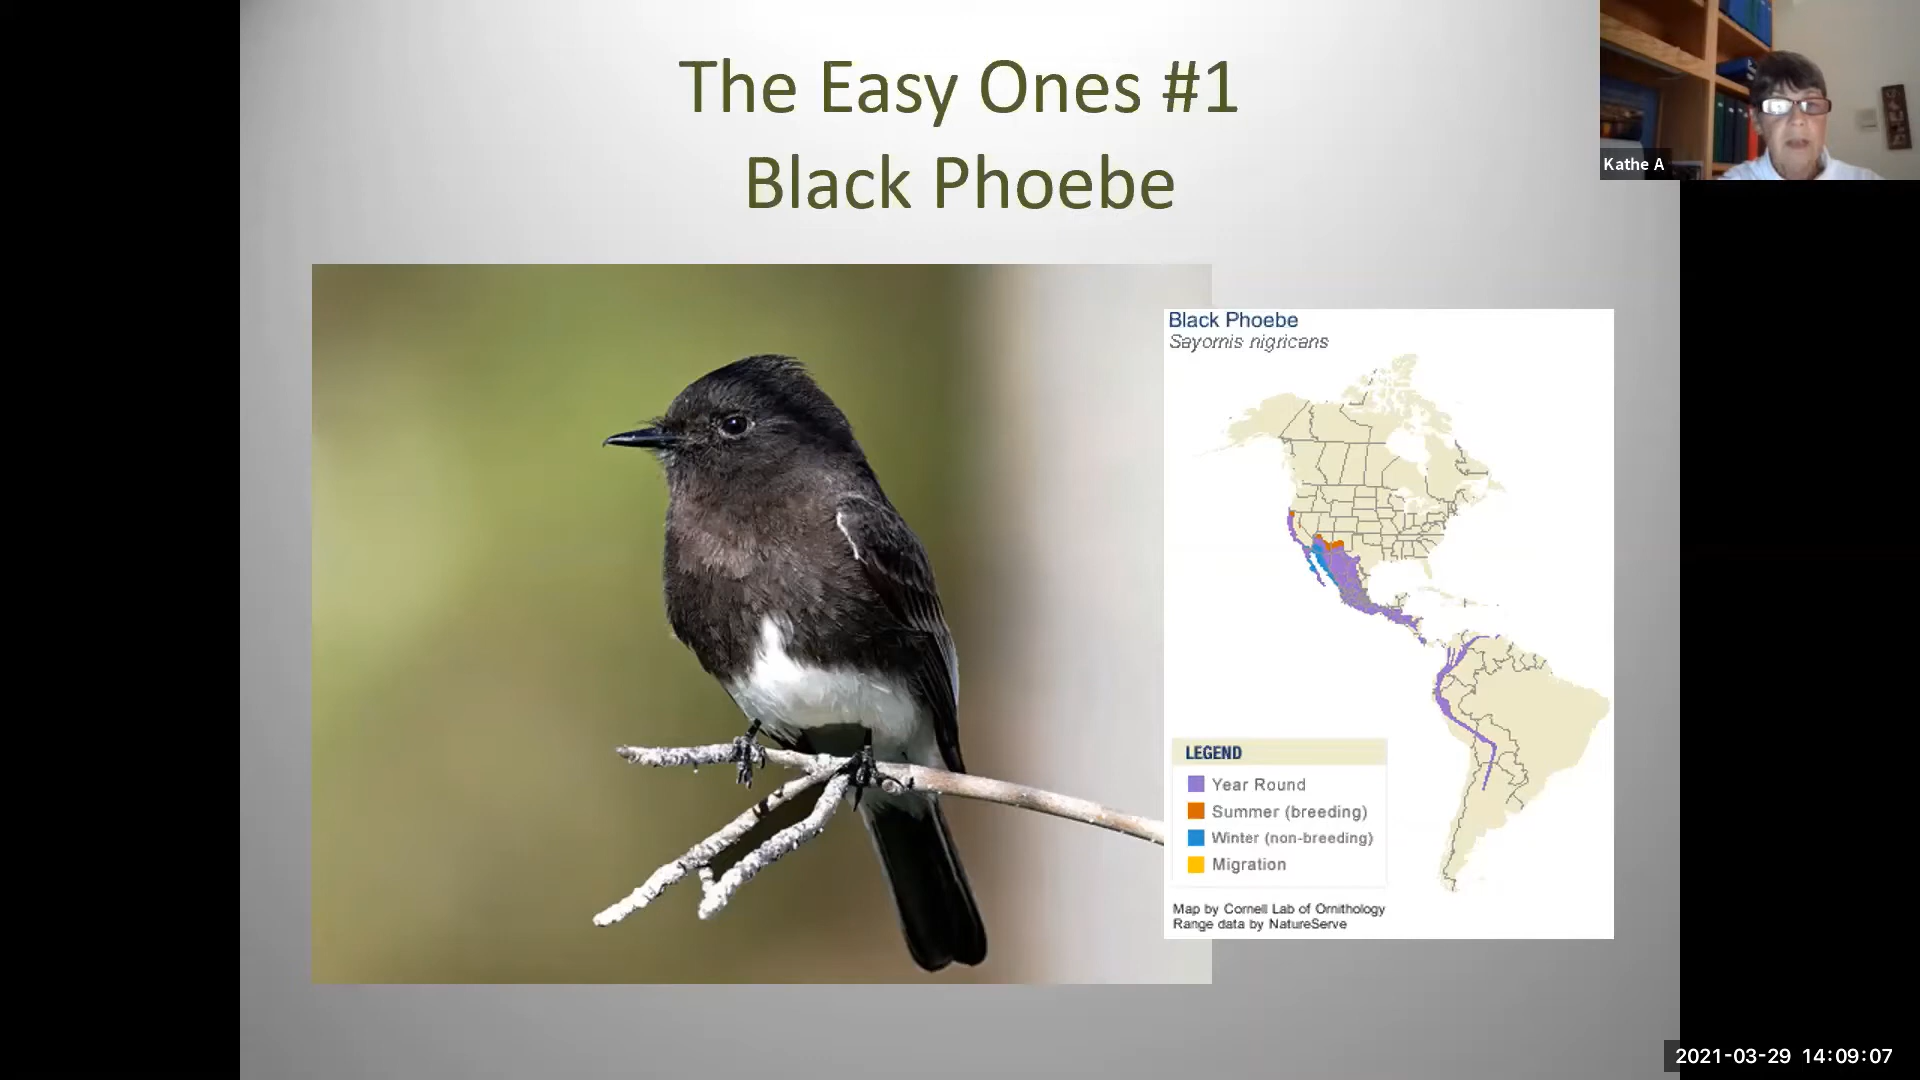 The Easy Ones #1
Black Phoebe
Kathe A
Black Phoebe
Sayornis nigricans
LEGEND
Year Round
Summer (breeding)
Winter (non-breeding)
Migration
Map by Cornell Lab of Ornithology
Range data by NatureServe
2021-03-29 14:09:07